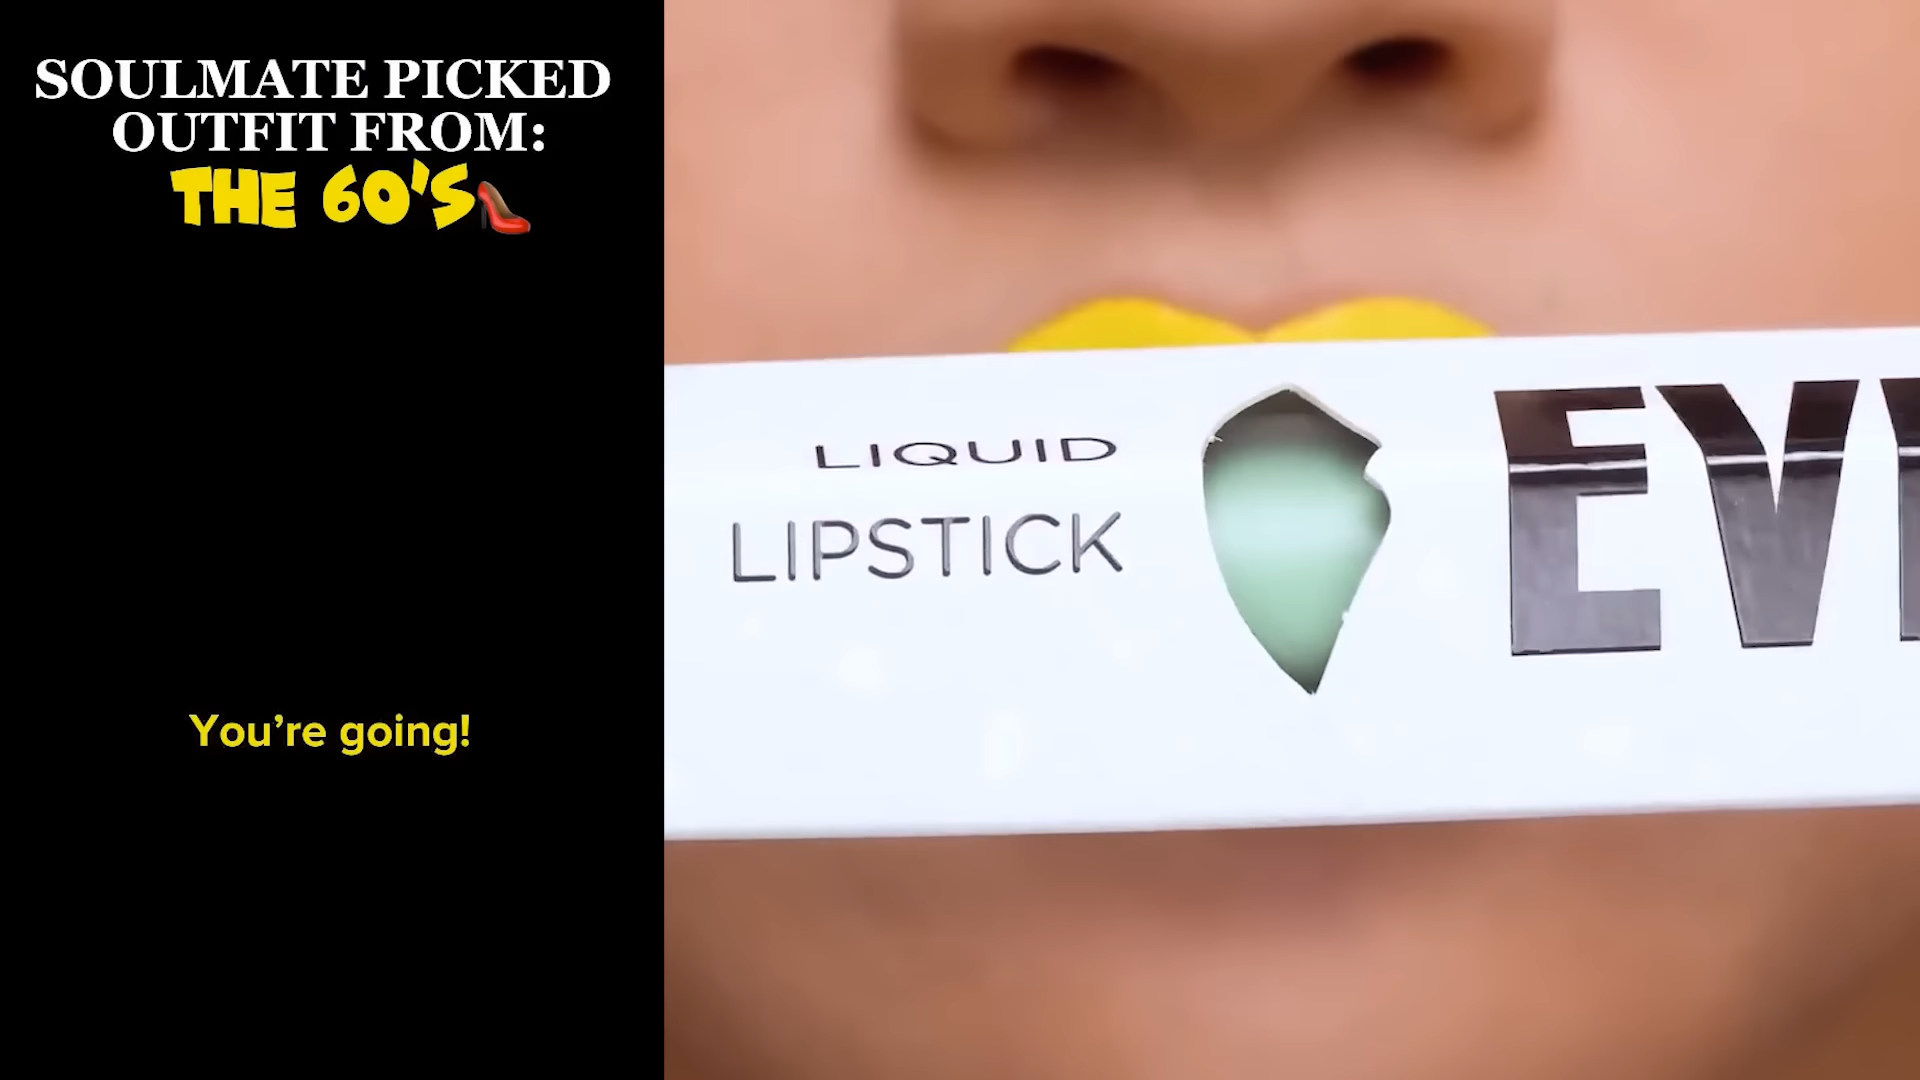 SOULMATE PICKED
OUTFIT FROM:
THE 60'S
You're going!
LIQUID
LIPSTICK